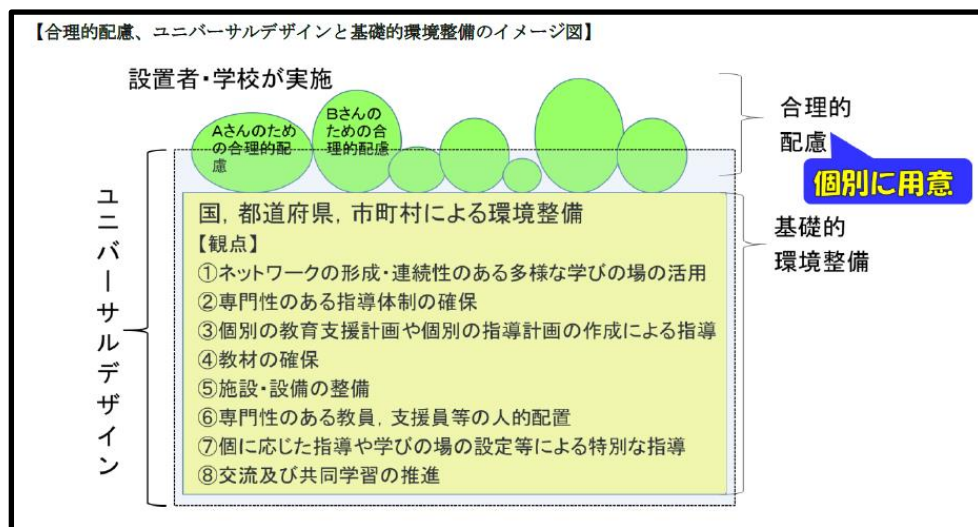 【合理的配慮、ユニバーサルデザインと基礎的環境整備のイメージ図】
設置者・学校が実施
Aさんのため
の合理的配
慮
Bさんの
ための合
理的配慮
合理的
配慮
個別に用意
ユニバーサルデザイン
国，都道府県，市町村による環境整備
【観点】
①ネットワークの形成・連続性のある多様な学びの場の活用
②専門性のある指導体制の確保
③個別の教育支援計画や個別の指導計画の作成による指導
④教材の確保
⑤施設・設備の整備
⑥専門性のある教員，支援員等の人的配置
⑦個に応じた指導や学びの場の設定等による特別な指導
⑧交流及び共同学習の推進
基礎的
環境整備